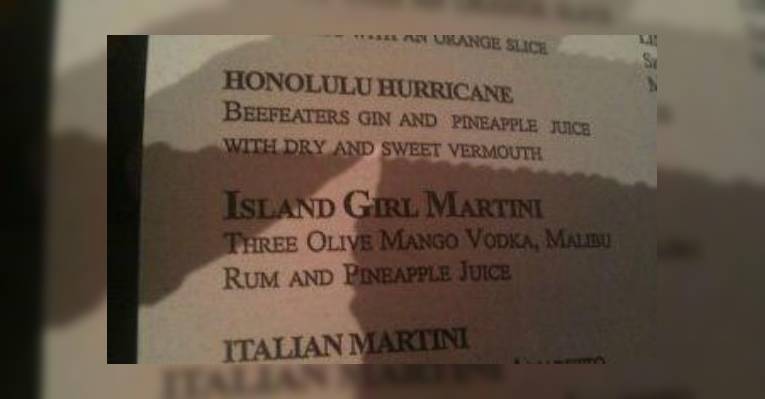 WITH AN ORANGE SLICE
HONOLULU HURRICANE
BEEFEATERS GIN AND PINEAPPLE JUICE
WITH DRY AND SWEET VERMOUTH
ISLAND GIRL MARTINI
THREE OLIVE MANGO VODKA, MALIBU
RUM AND PINEAPPLE JUICE
ITALIAN MARTINI